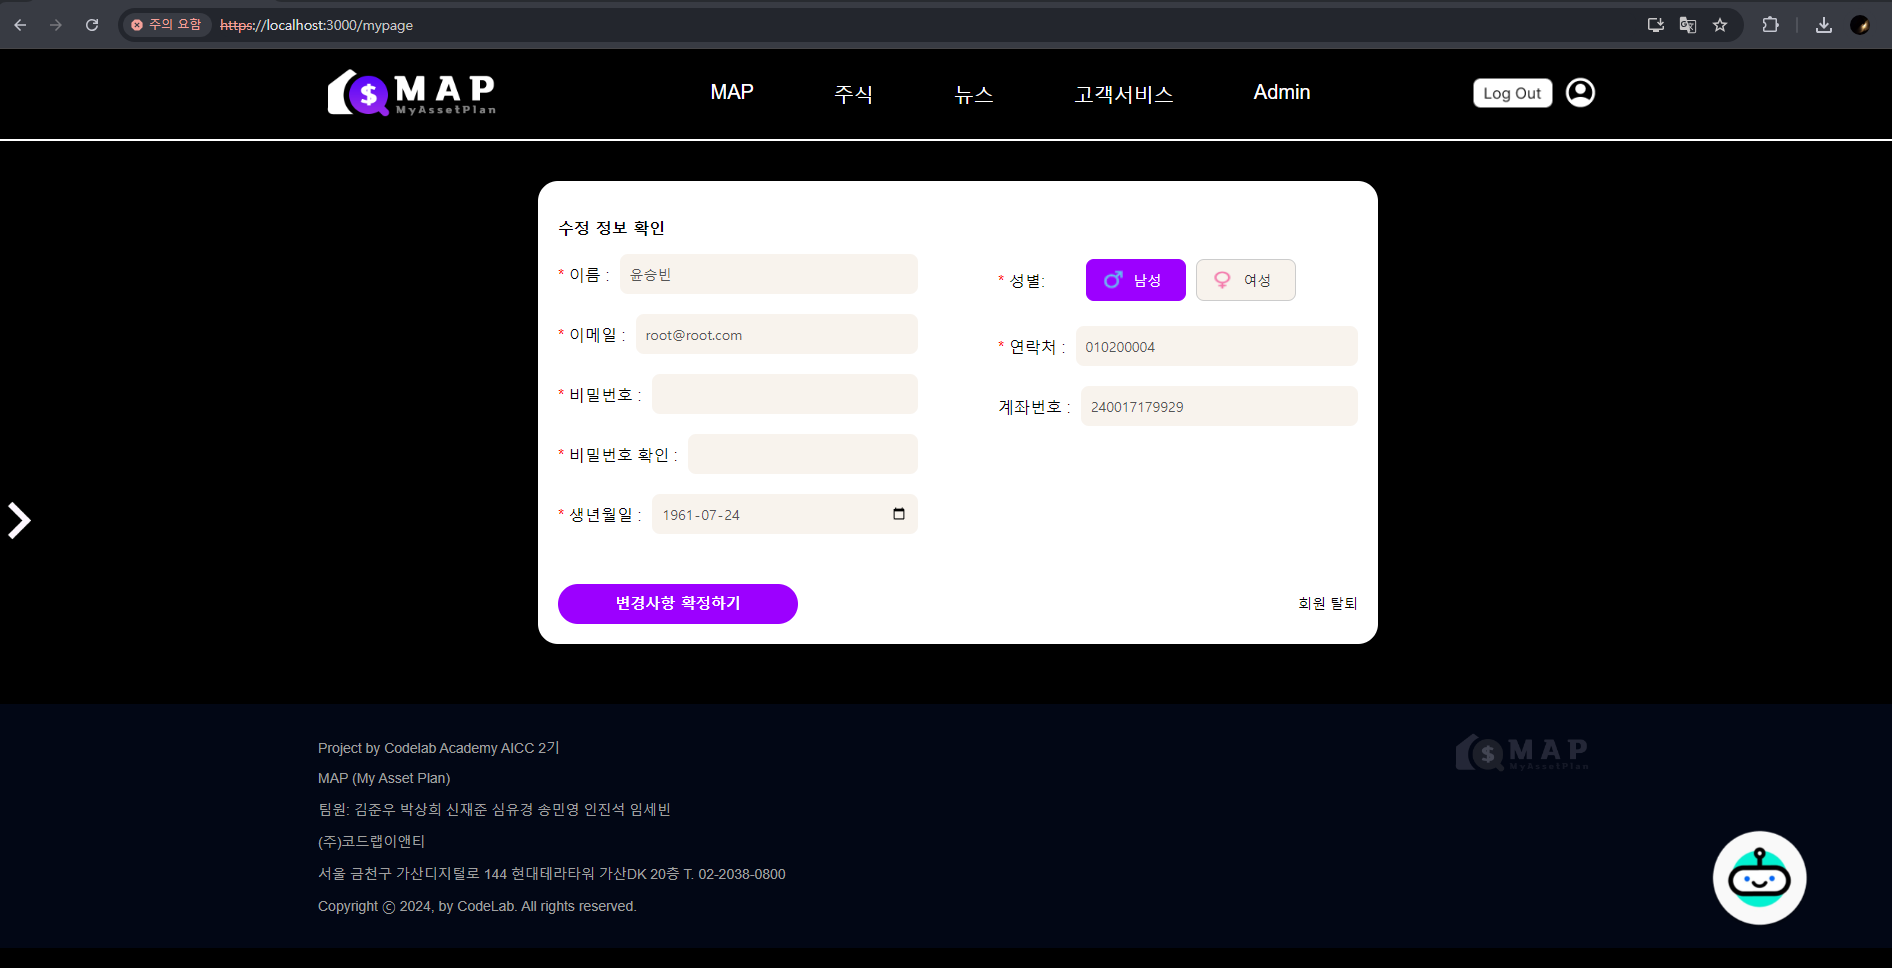 주의 요함 https://localhost:3000/mypage
MAP
MyAssetPlan
MAP 주식 뉴스 고객서비스 Admin
Log Out
수정 정보 확인
* 이름 : 윤승빈
* 성별: 남성 여성
* 이메일 : root@root.com
* 연락처 : 010200004
* 비밀번호 :
계좌번호 : 240017179929
* 비밀번호 확인 :
* 생년월일 : 1961-07-24
변경사항 확정하기
회원 탈퇴
Project by Codelab Academy AICC 2기
MAP
MyAssetPlan
MAP (My Asset Plan)
팀원: 김준우 박상희 신재준 심유경 송민영 인진석 임세빈
(주)코드랩이앤티
서울 금천구 가산디지털로 144 현대테라타워 가산DK 20층 T. 02-2038-0800
Copyright ⓒ 2024, by CodeLab. All rights reserved.